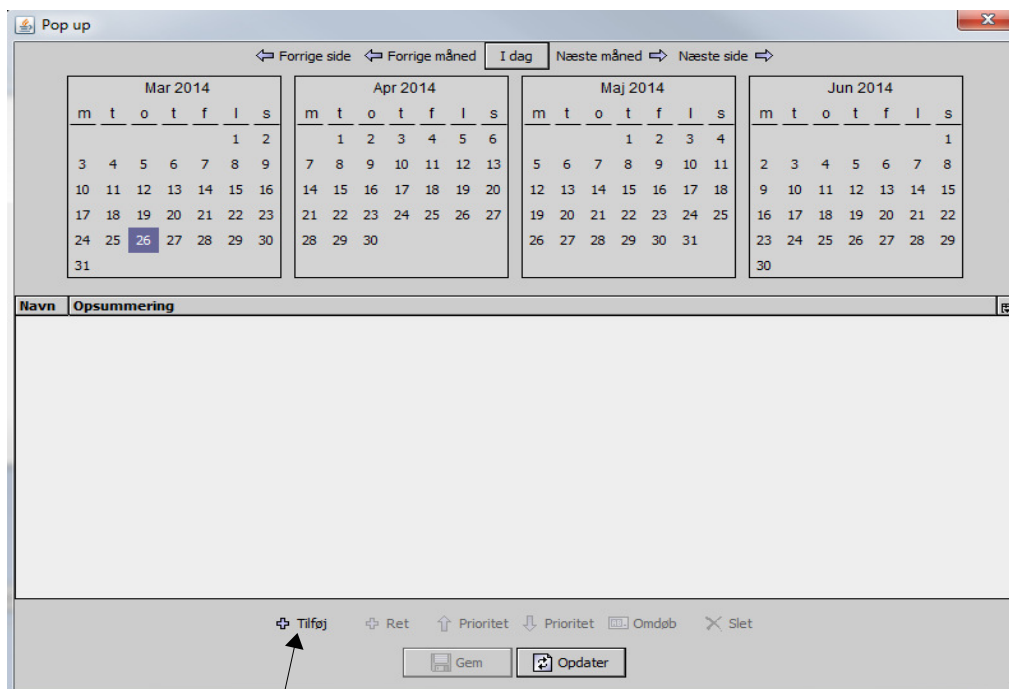 Pop up
Forrige side Forrige måned I dag Næste måned Næste side
Mar 2014
m t o t f l s
1 2
3 4 5 6 7 8 9
10 11 12 13 14 15 16
17 18 19 20 21 22 23
24 25 26 27 28 29 30
31
Apr 2014
m t o t f l s
1 2 3 4 5 6
7 8 9 10 11 12 13
14 15 16 17 18 19 20
21 22 23 24 25 26 27
28 29 30
Maj 2014
m t o t f l s
1 2 3 4
5 6 7 8 9 10 11
12 13 14 15 16 17 18
19 20 21 22 23 24 25
26 27 28 29 30 31
Jun 2014
m t o t f l s
1
2 3 4 5 6 7 8
9 10 11 12 13 14 15
16 17 18 19 20 21 22
23 24 25 26 27 28 29
30
Navn Opsummering
Tilføj Ret Prioritet Prioritet Omdøb Slet
Gem Opdater